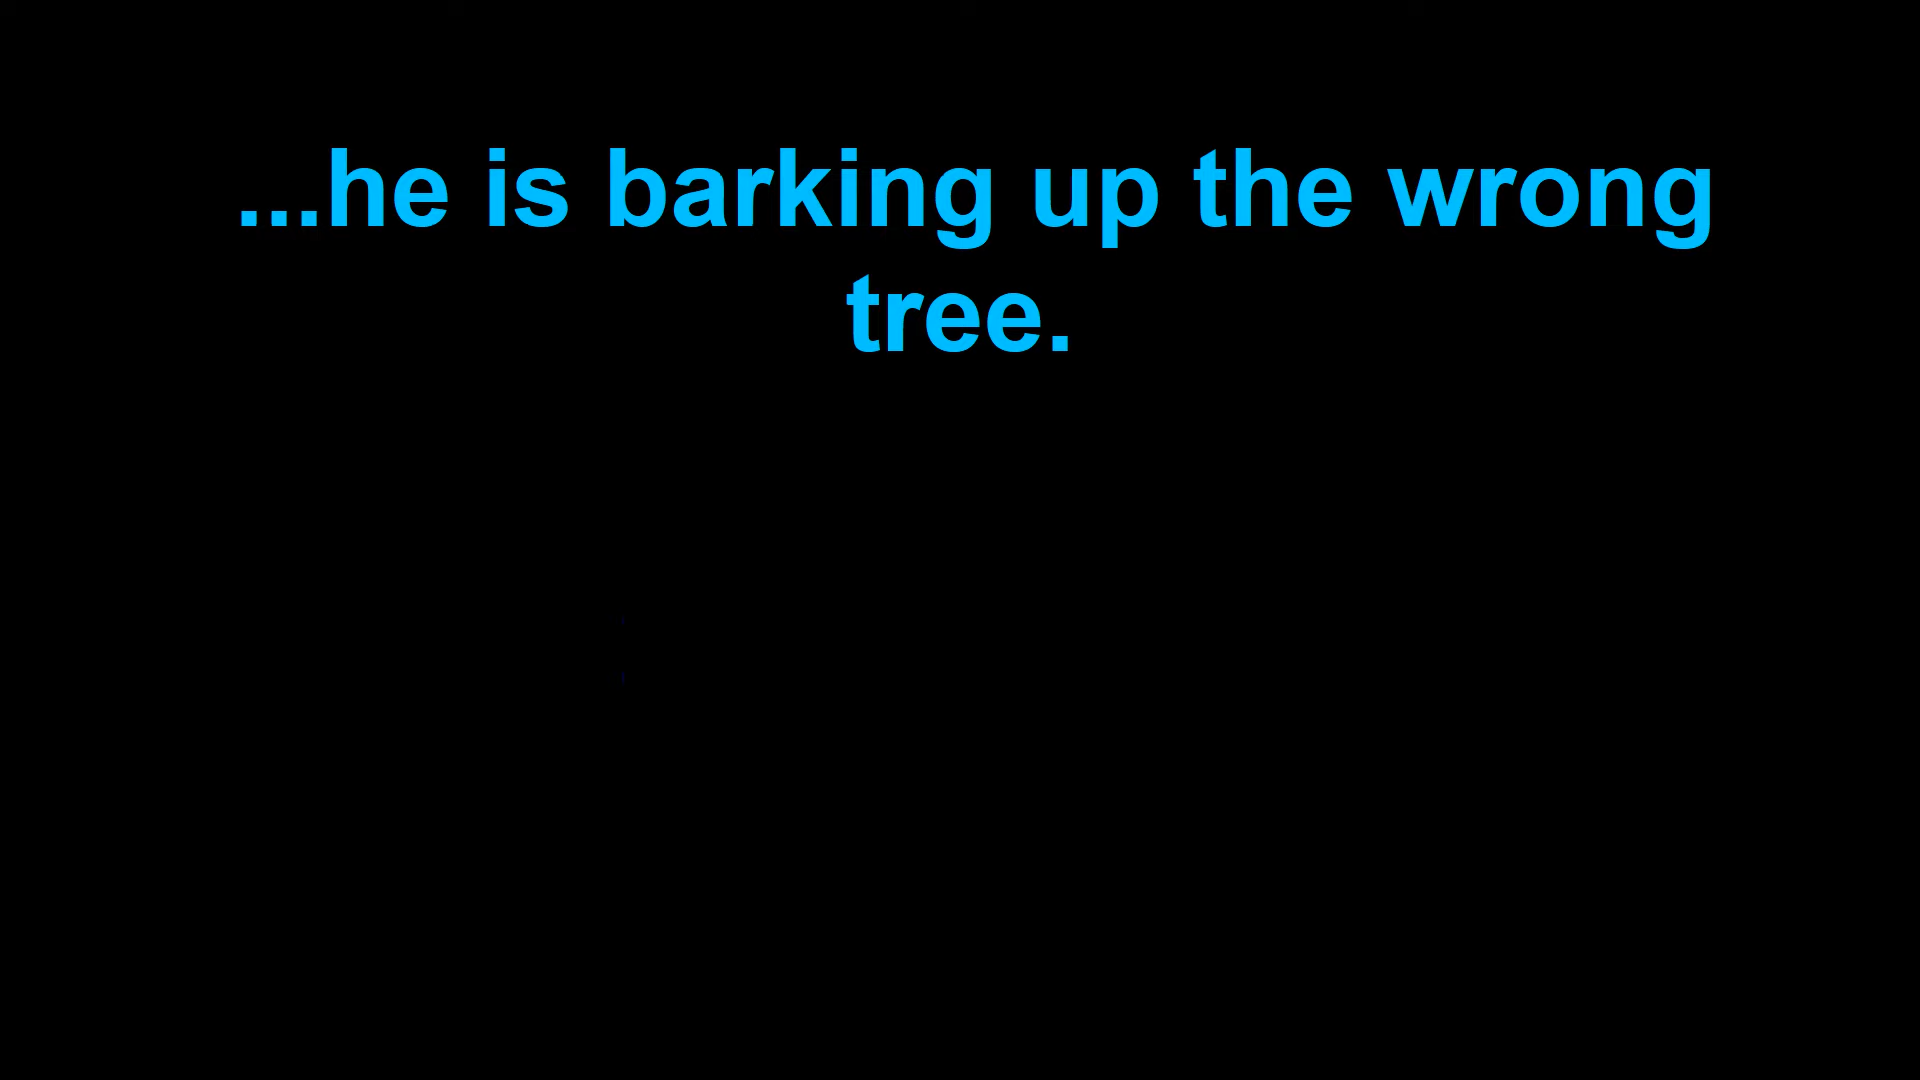 ...he is barking up the wrong
tree.